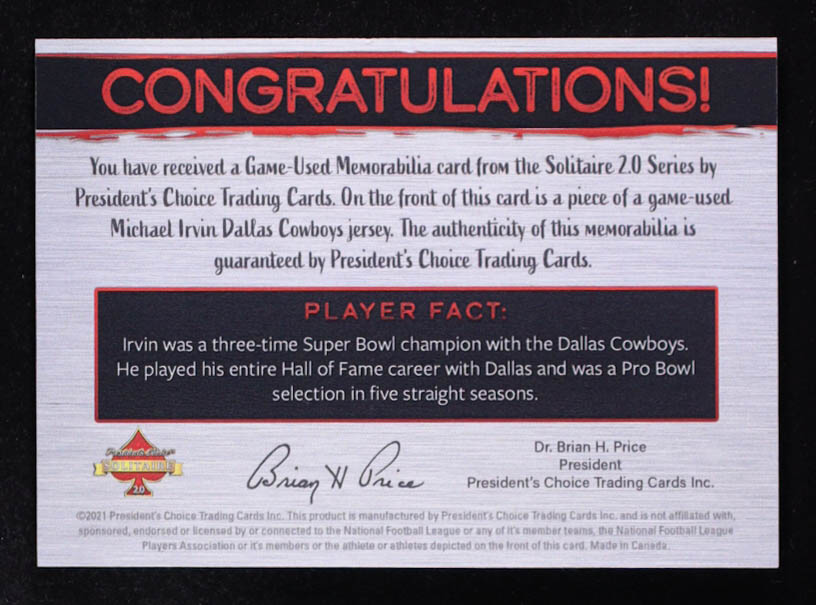 CONGRATULATIONS!
You have received a Game-Used Memorabilia card from the Solitaire 2.0 Series by
President's Choice Trading Cards. On the front of this card is a piece of a game-used
Michael Irvin Dallas Cowboys jersey. The authenticity of this memorabilia is
guaranteed by President's Choice Trading Cards.
PLAYER FACT:
Irvin was a three-time Super Bowl champion with the Dallas Cowboys.
He played his entire Hall of Fame career with Dallas and was a Pro Bowl
selection in five straight seasons.
President's Choice
SOLITAIRE
2.0
Brian H Price
Dr. Brian H. Price
President
President's Choice Trading Cards Inc.
©2021 President's Choice Trading Cards Inc. This product is manufactured by President's Choice Trading Cards Inc. and is not affiliated with,
sponsored, endorsed or licensed by or connected to the National Football League or any of it's member teams, the National Football League
Players Association or it's members or the athlete or athletes depicted on the front of this card. Made in Canada.